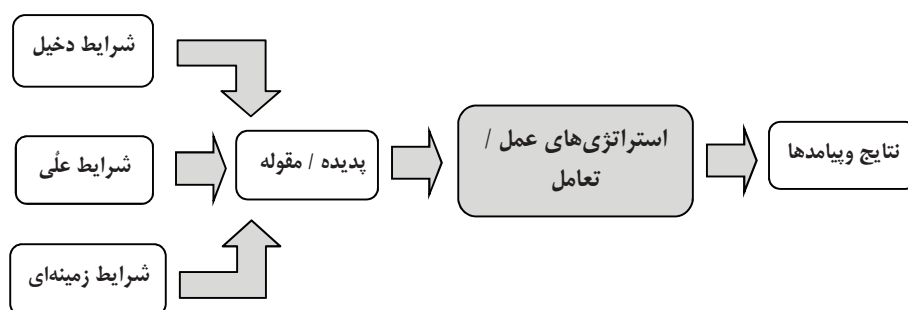 شرایط دخیل
شرایط علّی
شرایط زمینه‌ای
پدیده / مقوله
استراتژی‌های عمل /
تعامل
نتایج وپیامدها